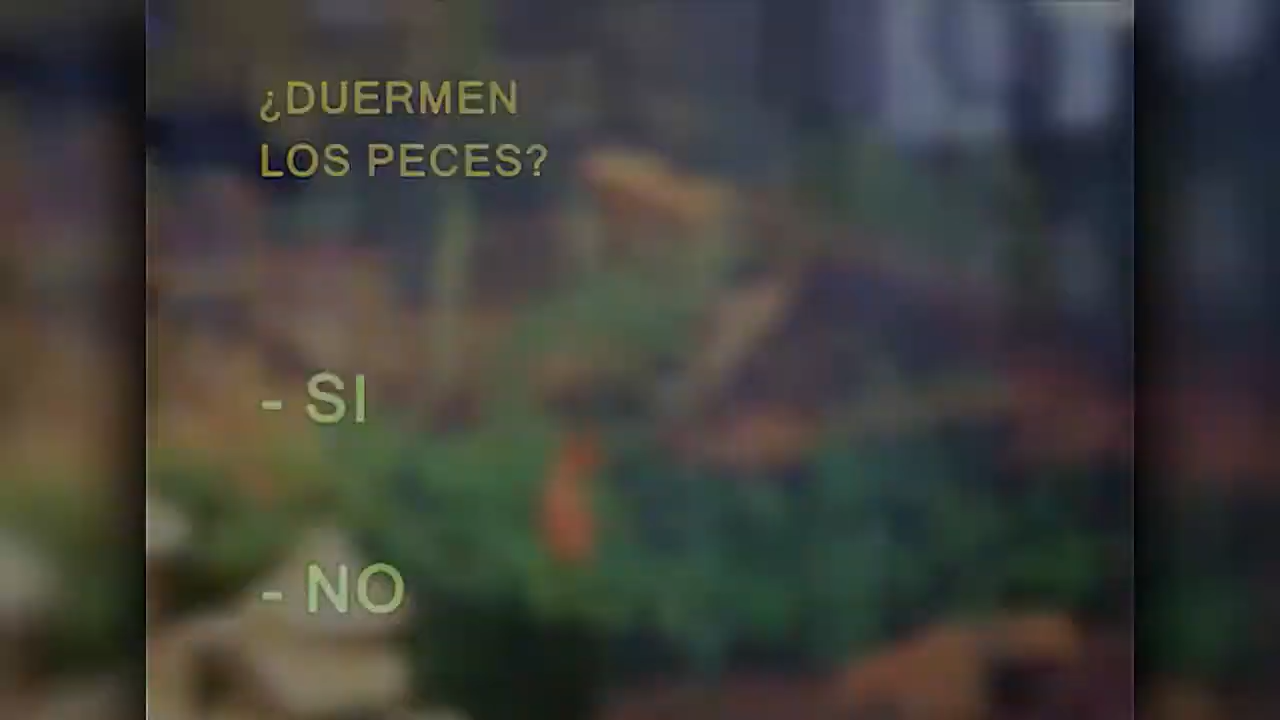 ¿DUERMEN
LOS PECES?
- SI
- NO